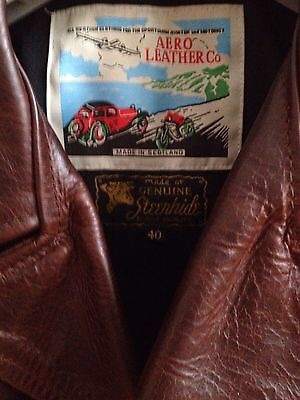 AERO
LEATHER Co
MADE IN SCOTLAND
made of
GENUINE
Steerhide
40